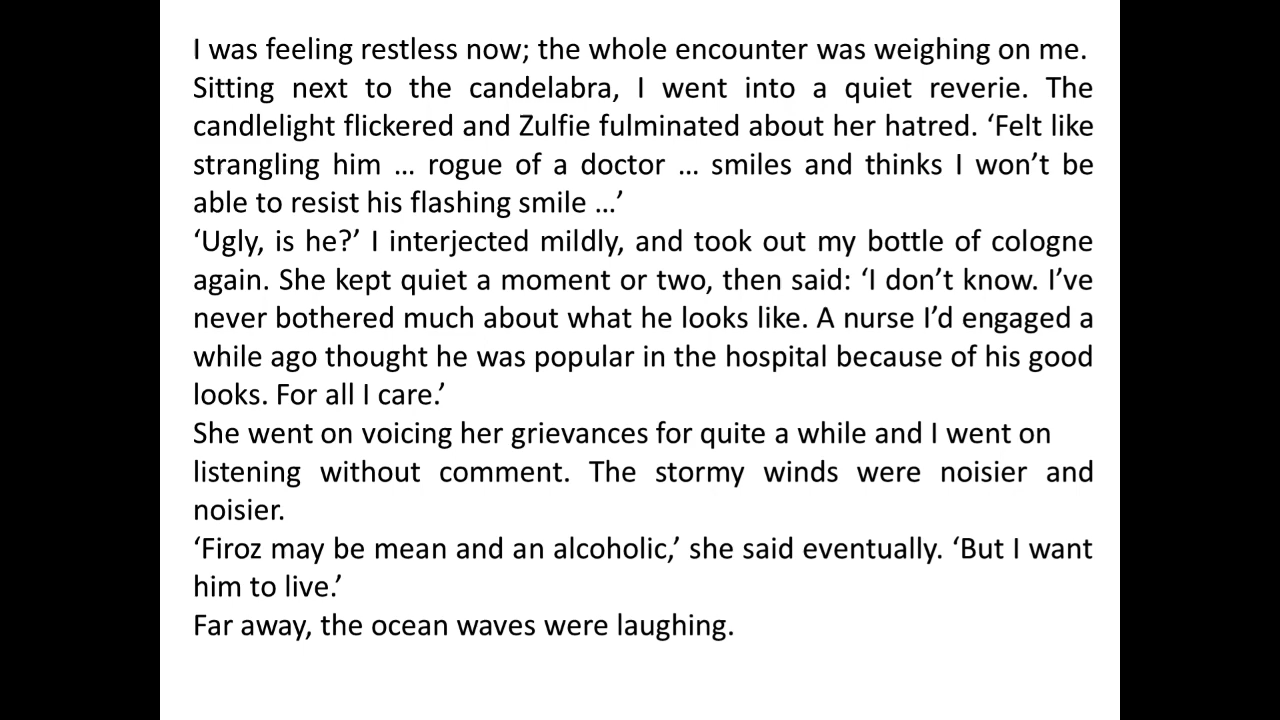 I was feeling restless now; the whole encounter was weighing on me.
Sitting next to the candelabra, I went into a quiet reverie. The
candlelight flickered and Zulfie fulminated about her hatred. ‘Felt like
strangling him … rogue of a doctor … smiles and thinks I won’t be
able to resist his flashing smile …’
‘Ugly, is he?’ I interjected mildly, and took out my bottle of cologne
again. She kept quiet a moment or two, then said: ‘I don’t know. I’ve
never bothered much about what he looks like. A nurse I’d engaged a
while ago thought he was popular in the hospital because of his good
looks. For all I care.’
She went on voicing her grievances for quite a while and I went on
listening without comment. The stormy winds were noisier and
noisier.
‘Firoz may be mean and an alcoholic,’ she said eventually. ‘But I want
him to live.’
Far away, the ocean waves were laughing.